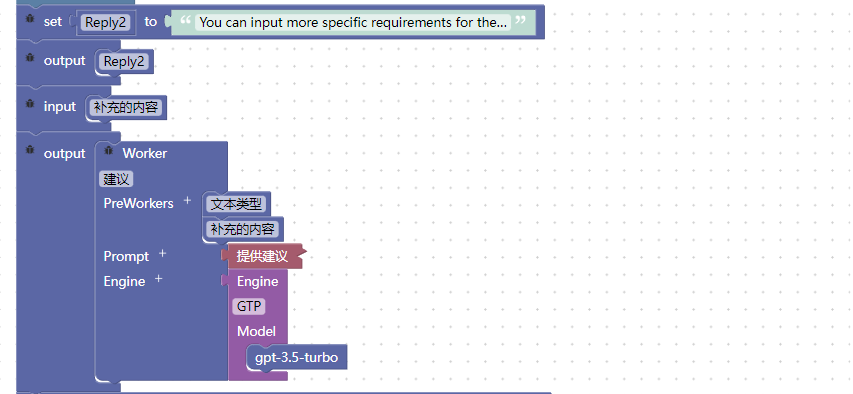 set Reply2 to “ You can input more specific requirements for the... ”
output Reply2
input 补充的内容
output Worker
建议
PreWorkers + 文本类型
补充的内容
Prompt + 提供建议
Engine + Engine
GTP
Model
gpt-3.5-turbo